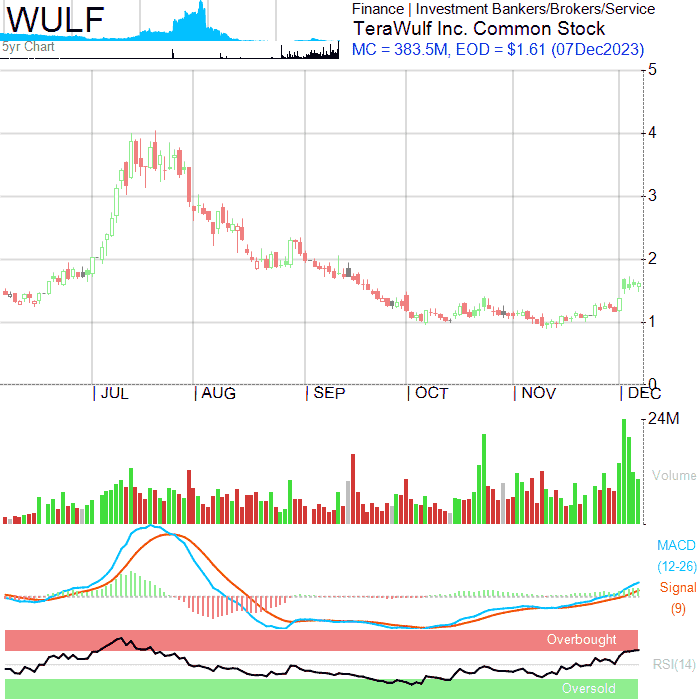 WULF
5yr Chart
Finance | Investment Bankers/Brokers/Service
TeraWulf Inc. Common Stock
MC = 383.5M, EOD = $1.61 (07Dec2023)
5
4
3
2
1
0
JUL AUG SEP OCT NOV DEC
24M
Volume
MACD
(12-26)
Signal
(9)
Overbought
RSI(14)
Oversold